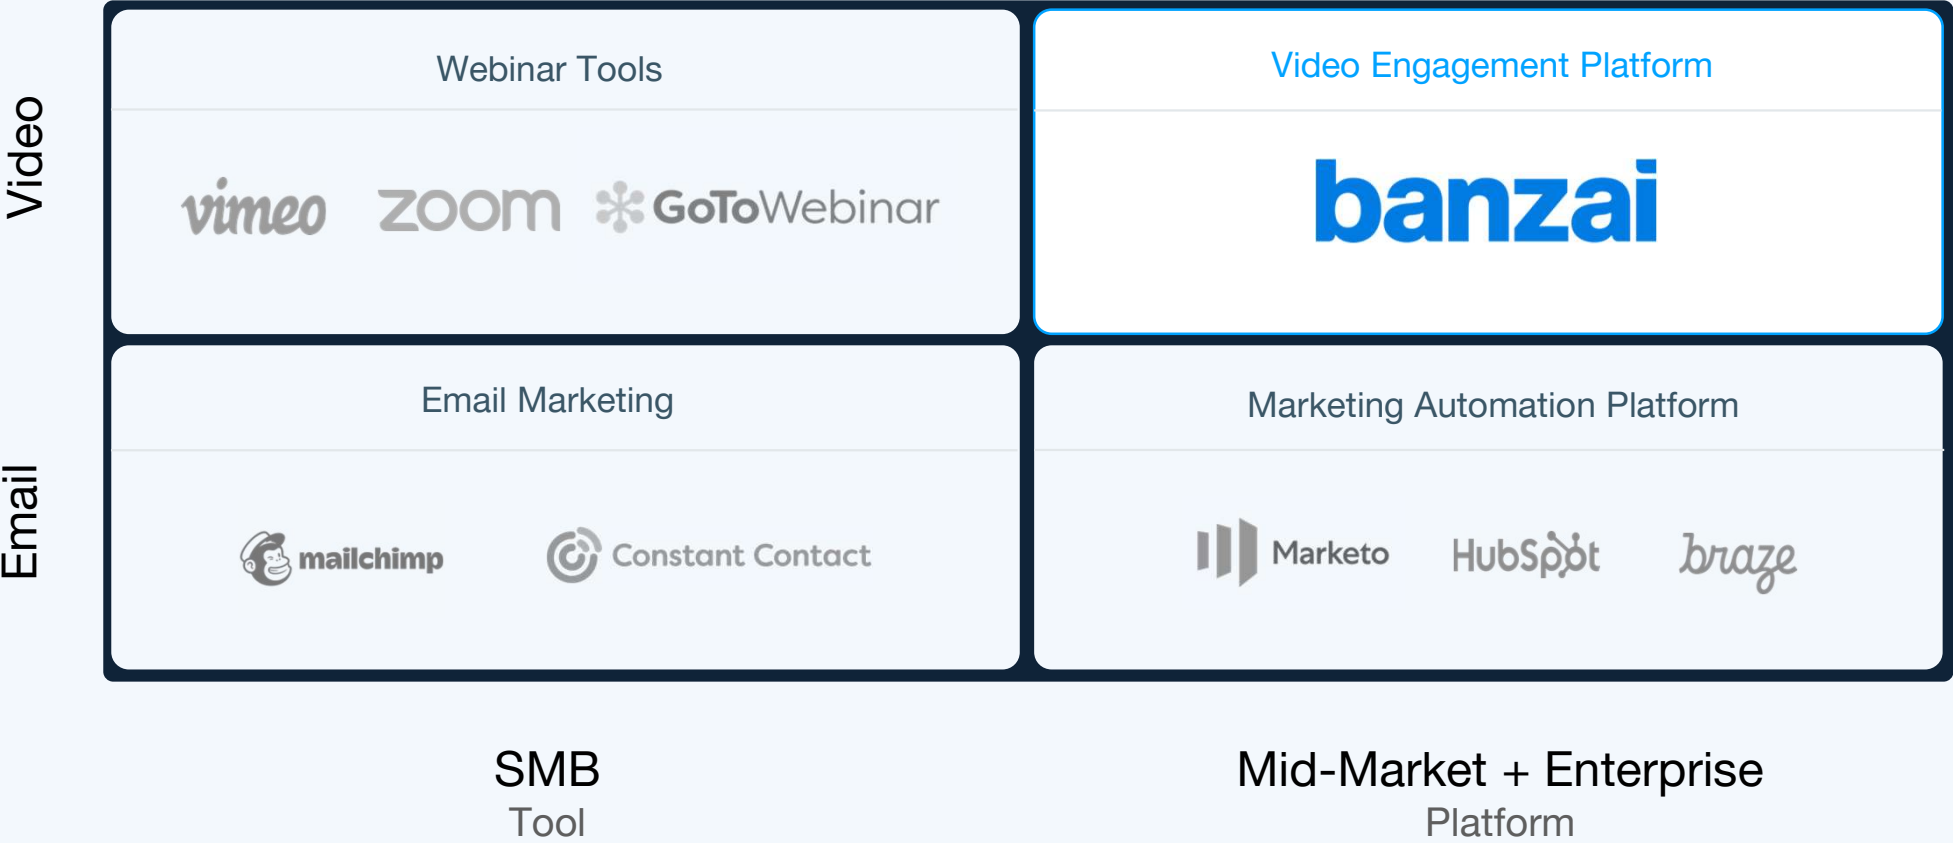 Video
Webinar Tools
vimeo
zoom
GoToWebinar
Video Engagement Platform
banzai
Email
Email Marketing
mailchimp
Constant Contact
Marketing Automation Platform
Marketo
HubSpot
braze
SMB
Tool
Mid-Market + Enterprise
Platform